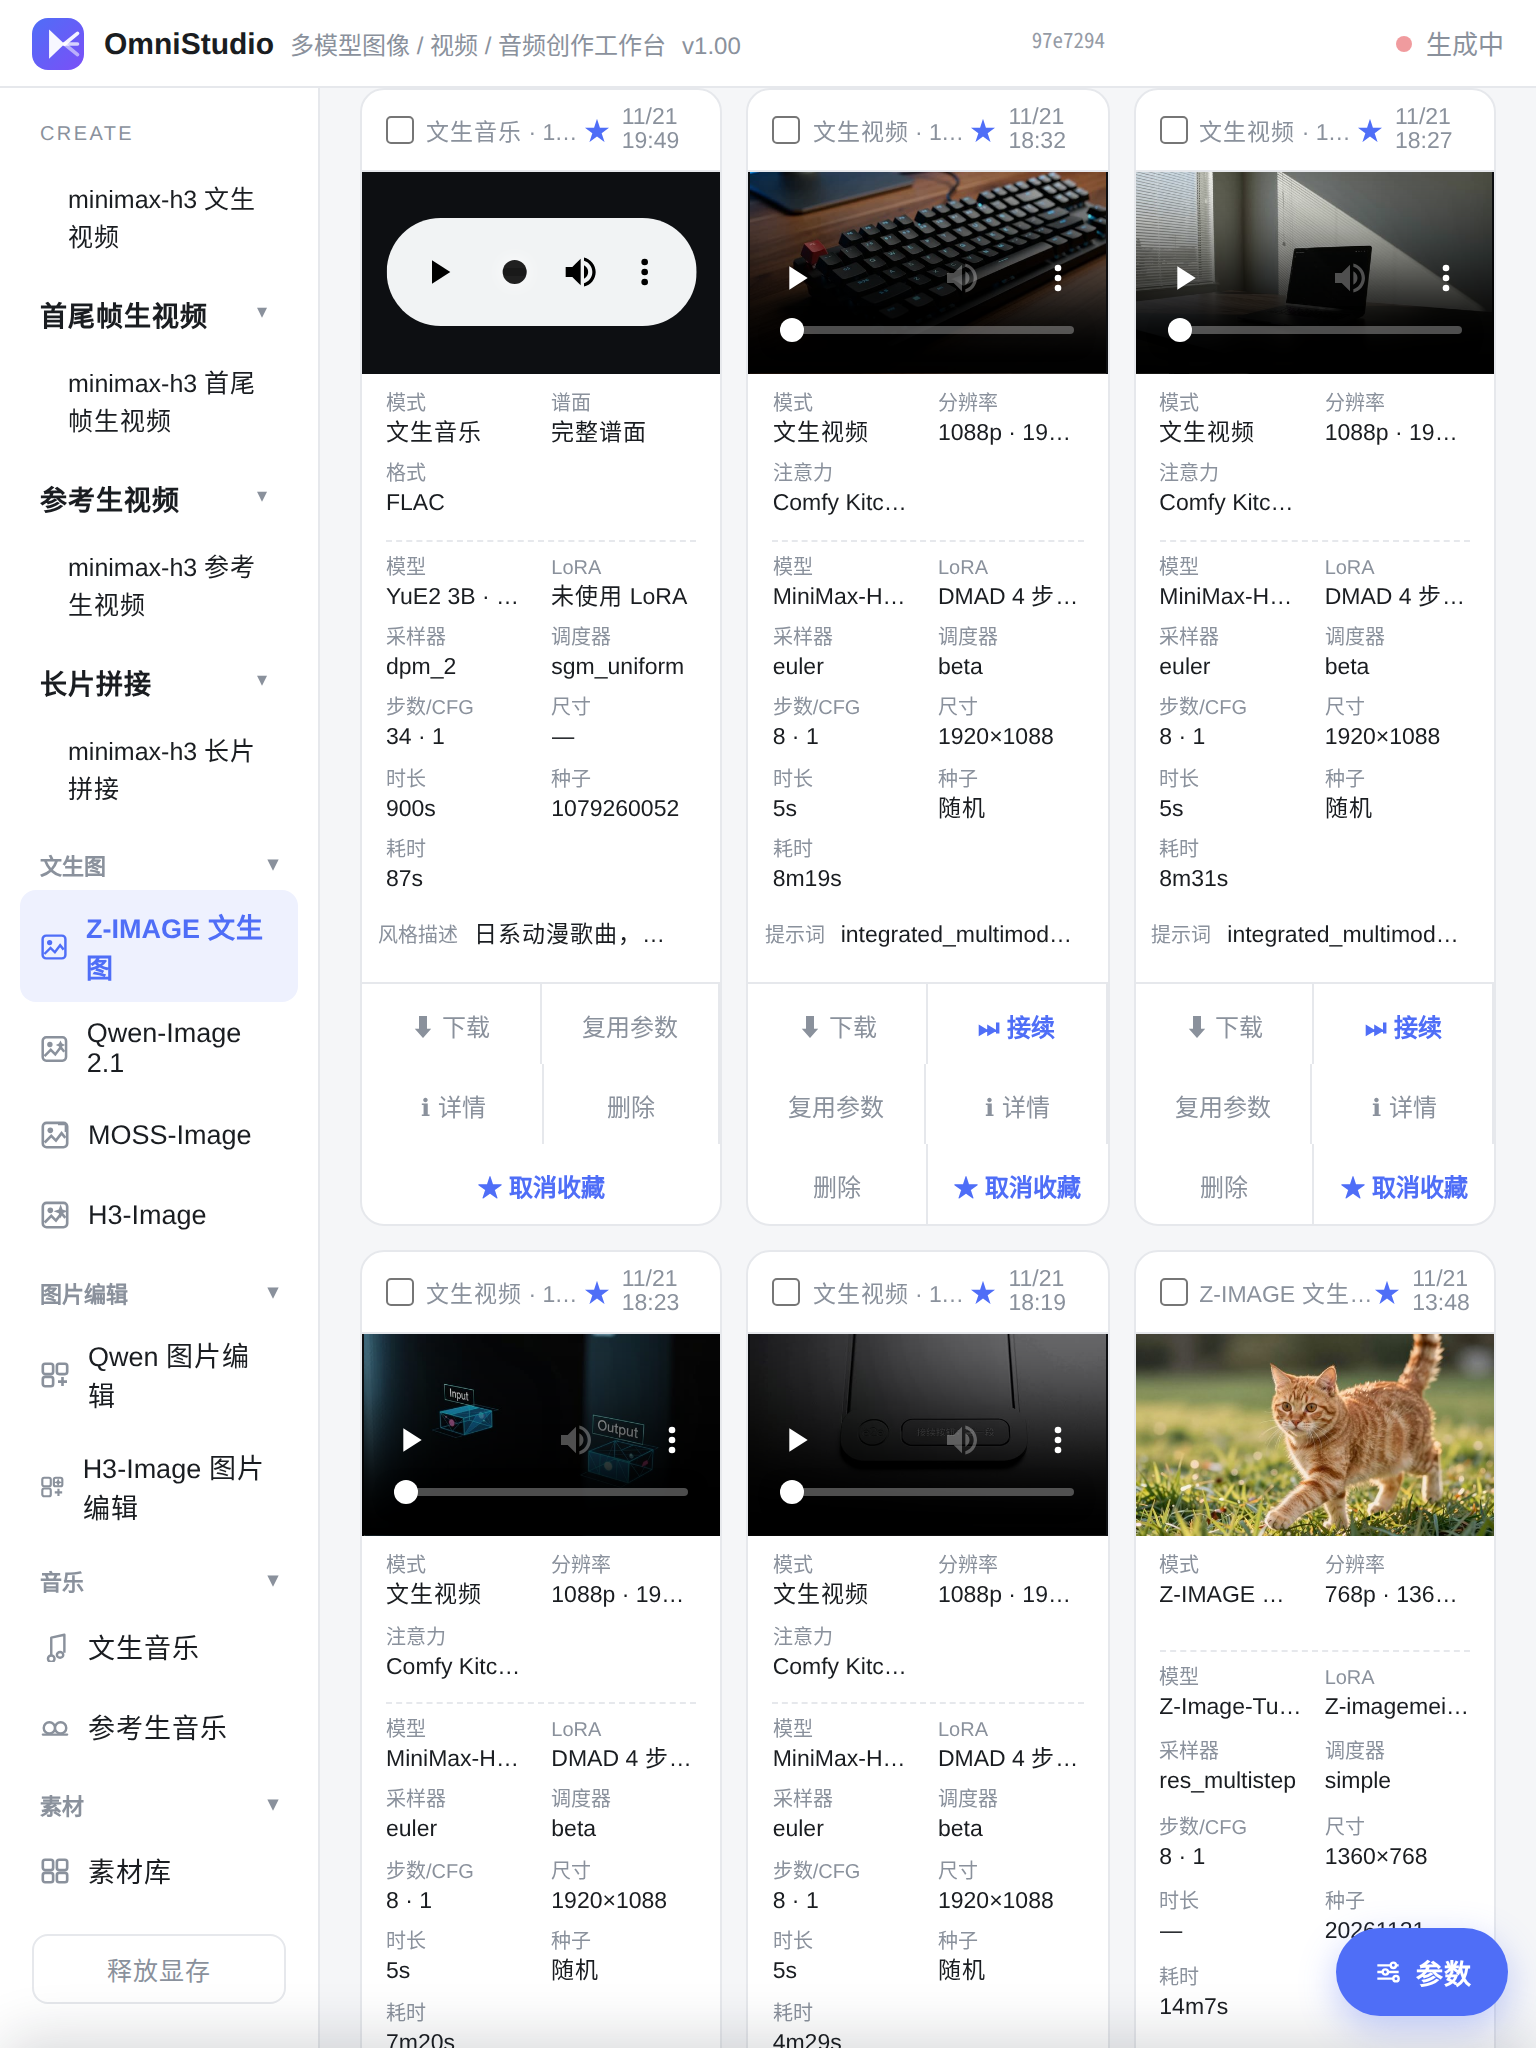 OmniStudio 多模型图像 / 视频 / 音频创作工作台 v1.00
97e7294
生成中
CREATE
minimax-h3 文生
视频
首尾帧生视频 ▼
minimax-h3 首尾
帧生视频
参考生视频 ▼
minimax-h3 参考
生视频
长片拼接 ▼
minimax-h3 长片
拼接
文生图 ▼
Z-IMAGE 文生
图
Qwen-Image
2.1
MOSS-Image
H3-Image
图片编辑 ▼
Qwen 图片编
辑
H3-Image 图片
编辑
音乐 ▼
文生音乐
参考生音乐
素材 ▼
素材库
释放显存
文生音乐 · 1… ★ 11/21
19:49
模式 谱面
文生音乐 完整谱面
格式
FLAC
模型 LoRA
YuE2 3B · … 未使用 LoRA
采样器 调度器
dpm_2 sgm_uniform
步数/CFG 尺寸
34 · 1 —
时长 种子
900s 1079260052
耗时
87s
风格描述 日系动漫歌曲，…
⬇ 下载 复用参数
ℹ 详情 删除
★ 取消收藏
文生视频 · 1… ★ 11/21
18:32
模式 分辨率
文生视频 1088p · 19…
注意力
Comfy Kitc…
模型 LoRA
MiniMax-H… DMAD 4 步…
采样器 调度器
euler beta
步数/CFG 尺寸
8 · 1 1920×1088
时长 种子
5s 随机
耗时
8m19s
提示词 integrated_multimod…
⬇ 下载 ⏭ 接续
复用参数 ℹ 详情
删除 ★ 取消收藏
文生视频 · 1… ★ 11/21
18:27
模式 分辨率
文生视频 1088p · 19…
注意力
Comfy Kitc…
模型 LoRA
MiniMax-H… DMAD 4 步…
采样器 调度器
euler beta
步数/CFG 尺寸
8 · 1 1920×1088
时长 种子
5s 随机
耗时
8m31s
提示词 integrated_multimod…
⬇ 下载 ⏭ 接续
复用参数 ℹ 详情
删除 ★ 取消收藏
文生视频 · 1… ★ 11/21
18:23
Input
Output
模式 分辨率
文生视频 1088p · 19…
注意力
Comfy Kitc…
模型 LoRA
MiniMax-H… DMAD 4 步…
采样器 调度器
euler beta
步数/CFG 尺寸
8 · 1 1920×1088
时长 种子
5s 随机
耗时
7m20s
文生视频 · 1… ★ 11/21
18:19
模式 分辨率
文生视频 1088p · 19…
注意力
Comfy Kitc…
模型 LoRA
MiniMax-H… DMAD 4 步…
采样器 调度器
euler beta
步数/CFG 尺寸
8 · 1 1920×1088
时长 种子
5s 随机
耗时
4m29s
Z-IMAGE 文生… ★ 11/21
13:48
模式 分辨率
Z-IMAGE … 768p · 136…
模型 LoRA
Z-Image-Tu… Z-imagemei…
采样器 调度器
res_multistep simple
步数/CFG 尺寸
8 · 1 1360×768
时长 种子
— 20261121
耗时
14m7s
参数